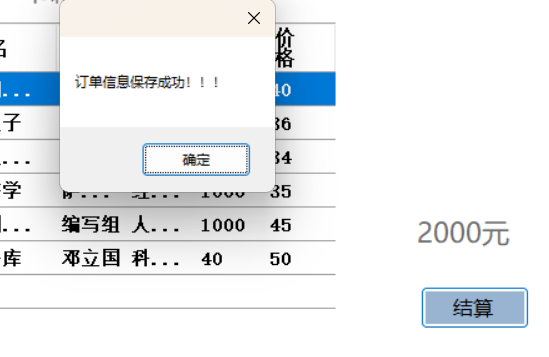 名
价
格
订单信息保存成功！！！
确定
...
40
子
36
...
34
学
... 1000 35
... 编写组 人... 1000 45
库 邓立国 科... 40 50
2000元
结算